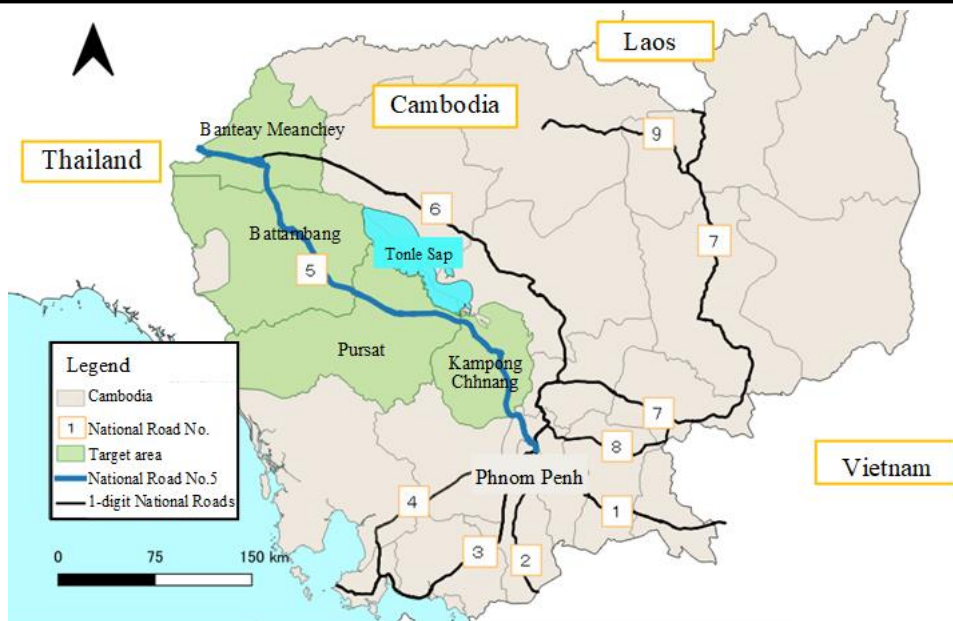 Laos
Cambodia
9
Banteay Meanchey
Thailand
6
7
Battambang
Tonle Sap
5
Pursat
Kampong
Chhnang
7
8
Phnom Penh
Vietnam
4
1
3
2
Legend
Cambodia
1 National Road No.
Target area
National Road No.5
1-digit National Roads
0 75 150 km